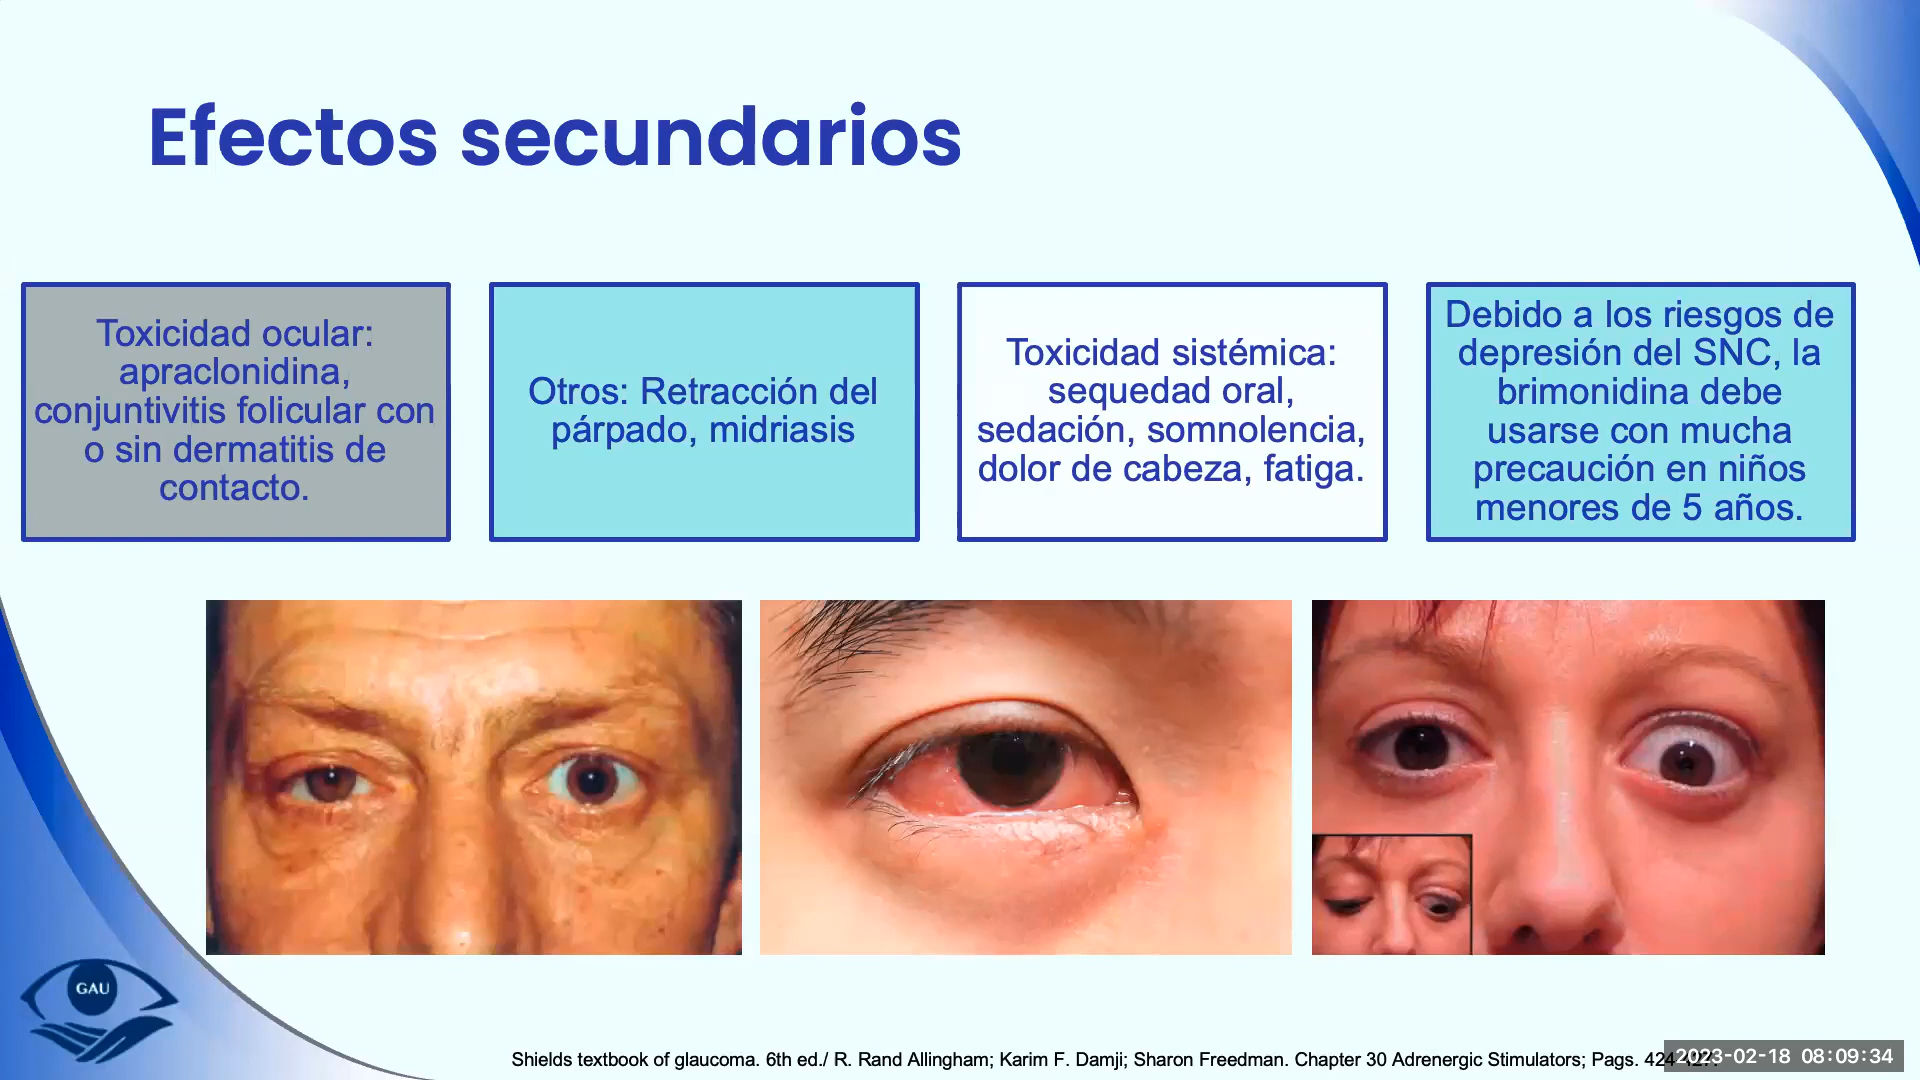 Efectos secundarios
Toxicidad ocular:
apraclonidina,
conjuntivitis folicular con
o sin dermatitis de
contacto.
Otros: Retracción del
párpado, midriasis
Toxicidad sistémica:
sequedad oral,
sedación, somnolencia,
dolor de cabeza, fatiga.
Debido a los riesgos de
depresión del SNC, la
brimonidina debe
usarse con mucha
precaución en niños
menores de 5 años.
GAU
Shields textbook of glaucoma. 6th ed./ R. Rand Allingham; Karim F. Damji; Sharon Freedman. Chapter 30 Adrenergic Stimulators; Pags.
2023-02-18 08:09:34